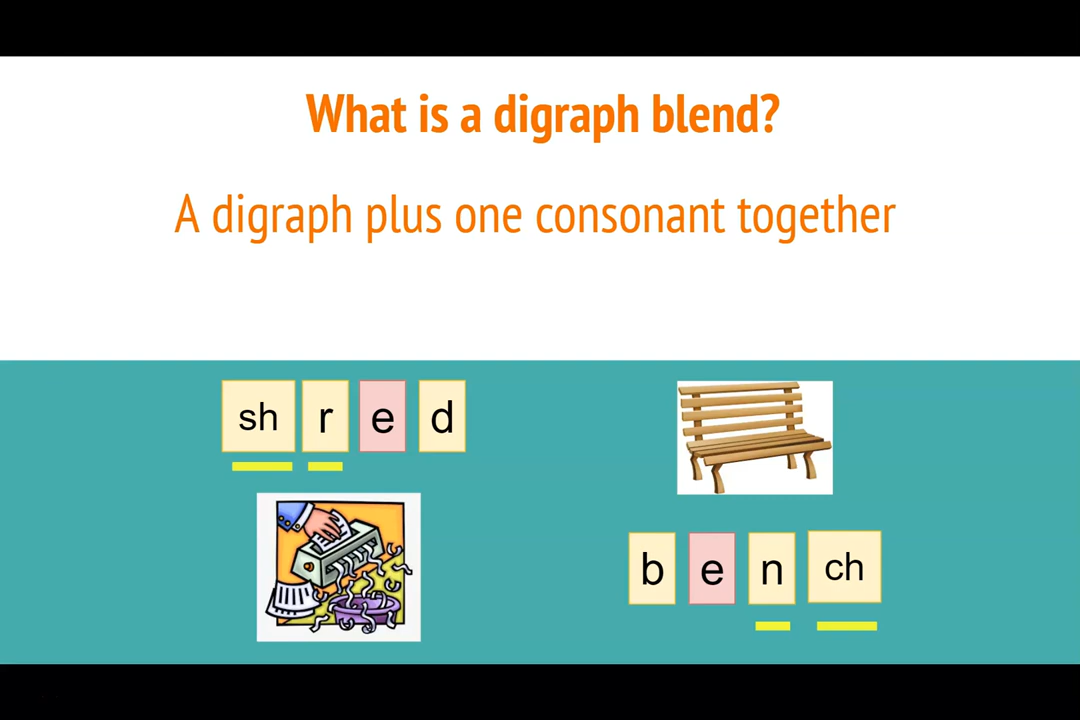 What is a digraph blend?
A digraph plus one consonant together
sh r e d
b e n ch